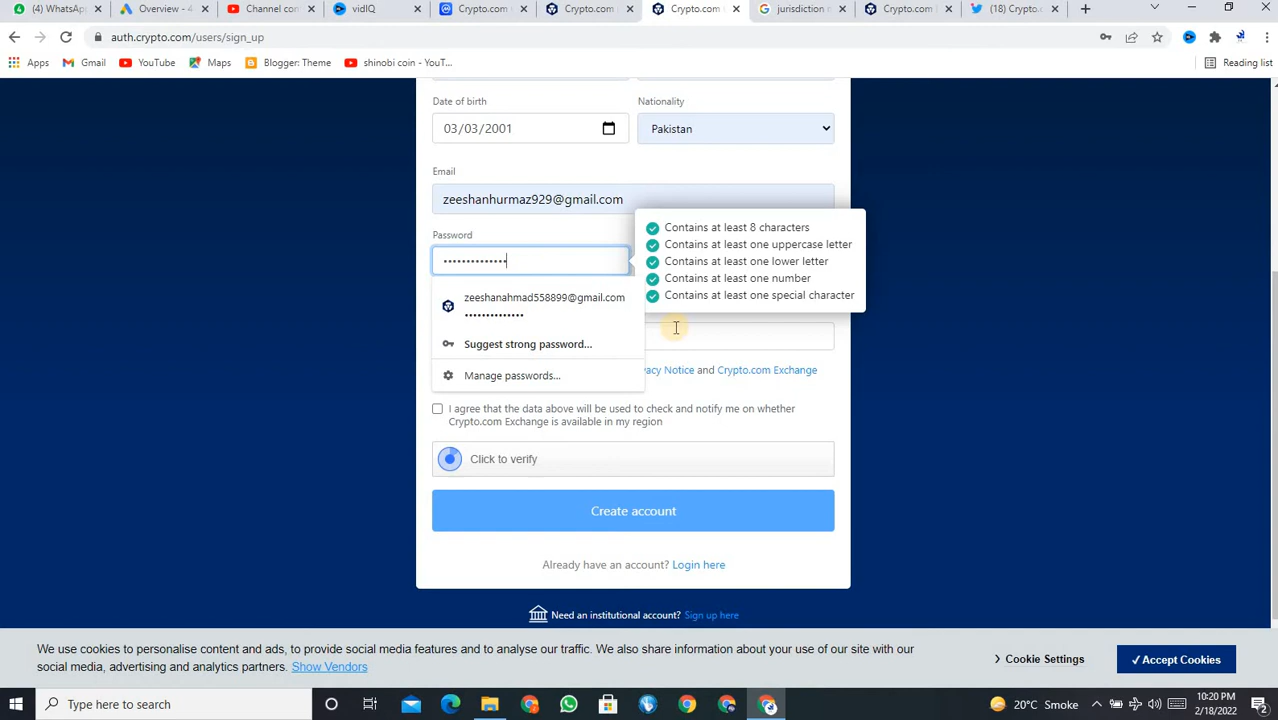 WhatsApp
Overview - 4
Channel con
vidIQ
Crypto.com
Crypto.com
Crypto.com
jurisdiction m
Crypto.com
(18) Crypto.c
auth.crypto.com/users/sign_up
Apps
Gmail
YouTube
Maps
Blogger: Theme
shinobi coin - YouT...
Reading list
Date of birth
Nationality
03/03/2001
Pakistan
Email
zeeshanhurmaz929@gmail.com
Password
Contains at least 8 characters
Contains at least one uppercase letter
Contains at least one lower letter
Contains at least one number
Contains at least one special character
zeeshanahmad558899@gmail.com
Suggest strong password...
Manage passwords...
vacy Notice and Crypto.com Exchange
I agree that the data above will be used to check and notify me on whether
Crypto.com Exchange is available in my region
Click to verify
Create account
Already have an account? Login here
Need an institutional account? Sign up here
We use cookies to personalise content and ads, to provide social media features and to analyse our traffic. We also share information about your use of our site with our
social media, advertising and analytics partners. Show Vendors
Cookie Settings
✓Accept Cookies
Type here to search
20°C Smoke
10:20 PM
2/18/2022
2